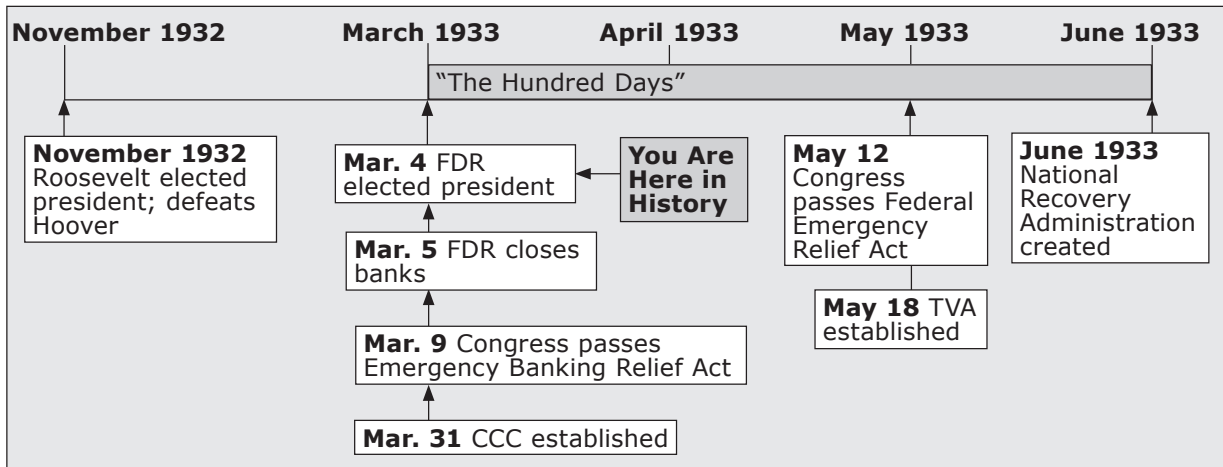 November 1932
March 1933
April 1933
May 1933
June 1933
“The Hundred Days”
November 1932
Roosevelt elected
president; defeats
Hoover
Mar. 4 FDR
elected president
You Are
Here in
History
Mar. 5 FDR closes
banks
Mar. 9 Congress passes
Emergency Banking Relief Act
Mar. 31 CCC established
May 12
Congress
passes Federal
Emergency
Relief Act
May 18 TVA
established
June 1933
National
Recovery
Administration
created